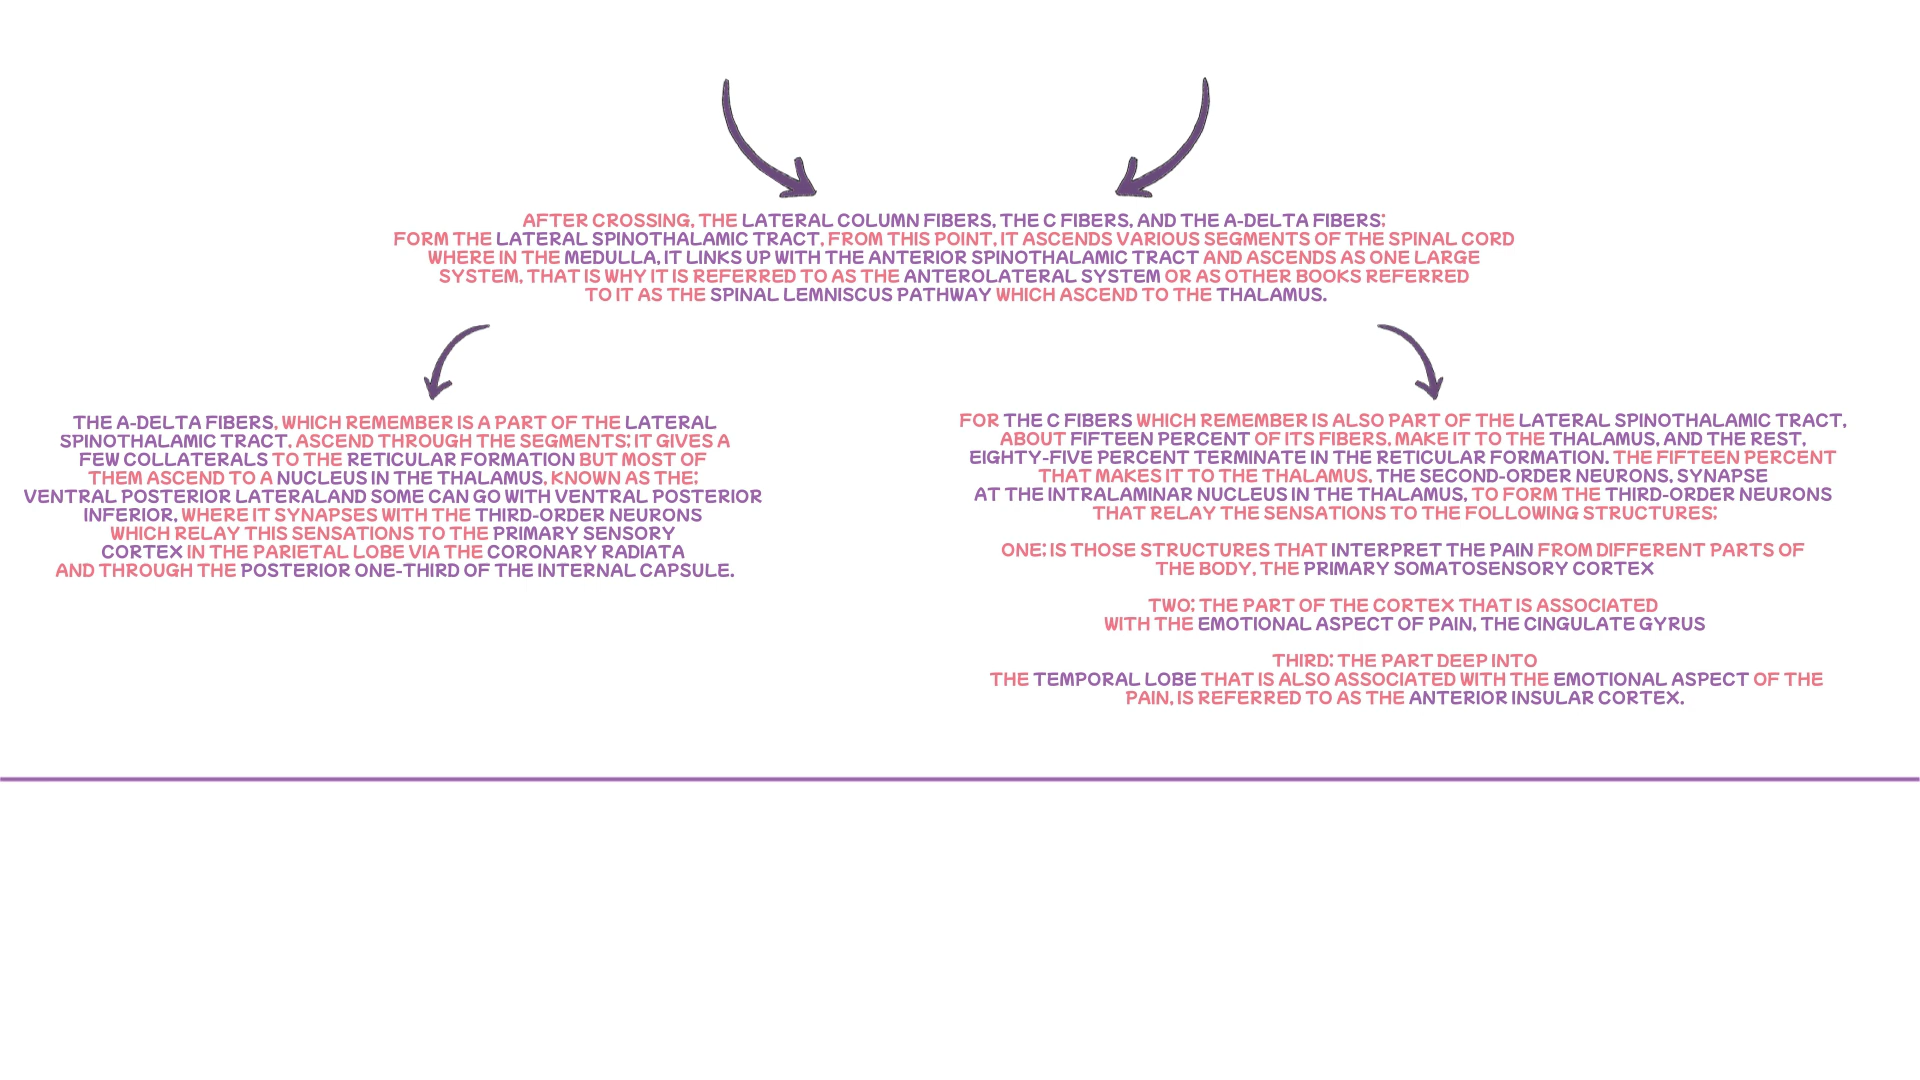 AFTER CROSSING, THE LATERAL COLUMN FIBERS, THE C FIBERS, AND THE A-DELTA FIBERS;
FORM THE LATERAL SPINOTHALAMIC TRACT, FROM THIS POINT, IT ASCENDS VARIOUS SEGMENTS OF THE SPINAL CORD
WHERE IN THE MEDULLA, IT LINKS UP WITH THE ANTERIOR SPINOTHALAMIC TRACT AND ASCENDS AS ONE LARGE
SYSTEM, THAT IS WHY IT IS REFERRED TO AS THE ANTEROLATERAL SYSTEM OR AS OTHER BOOKS REFERRED
TO IT AS THE SPINAL LEMNISCUS PATHWAY WHICH ASCEND TO THE THALAMUS.
THE A-DELTA FIBERS, WHICH REMEMBER IS A PART OF THE LATERAL
SPINOTHALAMIC TRACT, ASCEND THROUGH THE SEGMENTS; IT GIVES A
FEW COLLATERALS TO THE RETICULAR FORMATION BUT MOST OF
THEM ASCEND TO A NUCLEUS IN THE THALAMUS, KNOWN AS THE;
VENTRAL POSTERIOR LATERALAND SOME CAN GO WITH VENTRAL POSTERIOR
INFERIOR, WHERE IT SYNAPSES WITH THE THIRD-ORDER NEURONS
WHICH RELAY THIS SENSATIONS TO THE PRIMARY SENSORY
CORTEX IN THE PARIETAL LOBE VIA THE CORONARY RADIATA
AND THROUGH THE POSTERIOR ONE-THIRD OF THE INTERNAL CAPSULE.
FOR THE C FIBERS WHICH REMEMBER IS ALSO PART OF THE LATERAL SPINOTHALAMIC TRACT,
ABOUT FIFTEEN PERCENT OF ITS FIBERS, MAKE IT TO THE THALAMUS, AND THE REST,
EIGHTY-FIVE PERCENT TERMINATE IN THE RETICULAR FORMATION. THE FIFTEEN PERCENT
THAT MAKES IT TO THE THALAMUS, THE SECOND-ORDER NEURONS, SYNAPSE
AT THE INTRALAMINAR NUCLEUS IN THE THALAMUS, TO FORM THE THIRD-ORDER NEURONS
THAT RELAY THE SENSATIONS TO THE FOLLOWING STRUCTURES;
ONE; IS THOSE STRUCTURES THAT INTERPRET THE PAIN FROM DIFFERENT PARTS OF
THE BODY, THE PRIMARY SOMATOSENSORY CORTEX
TWO; THE PART OF THE CORTEX THAT IS ASSOCIATED
WITH THE EMOTIONAL ASPECT OF PAIN, THE CINGULATE GYRUS
THIRD; THE PART DEEP INTO
THE TEMPORAL LOBE THAT IS ALSO ASSOCIATED WITH THE EMOTIONAL ASPECT OF THE
PAIN, IS REFERRED TO AS THE ANTERIOR INSULAR CORTEX.